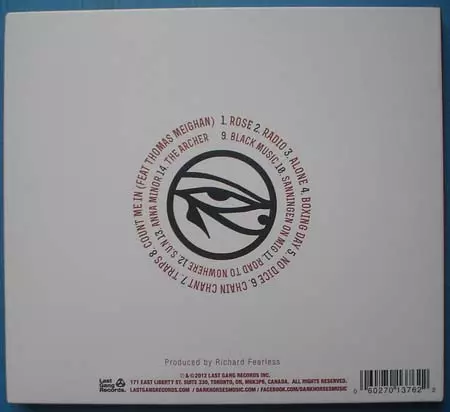 1. ROSE 2. RADIO 3. ALONE 4. BOXING DAY 5. NO DICE 6. CHAIN CHANT 7. TRAPS 8. COUNT ME IN (FEAT THOMAS MEIGHAN)
9. BLACK MUSIC 10. SANNINGEN OM MIG 11. ROAD TO NOWHERE 12. S.U.N 13. ANNA MINOR 14. THE ARCHER
Produced by Richard Fearless
Last
Gang
Records
℗ & © 2012 LAST GANG RECORDS INC.
171 EAST LIBERTY ST. SUITE 330, TORONTO, ON, M6K3P6, CANADA. ALL RIGHTS RESERVED.
LASTGANGRECORDS.COM / DARKHORSESMUSIC.COM / FACEBOOK.COM/DARKHORSESMUSIC
0 60270 13762 2